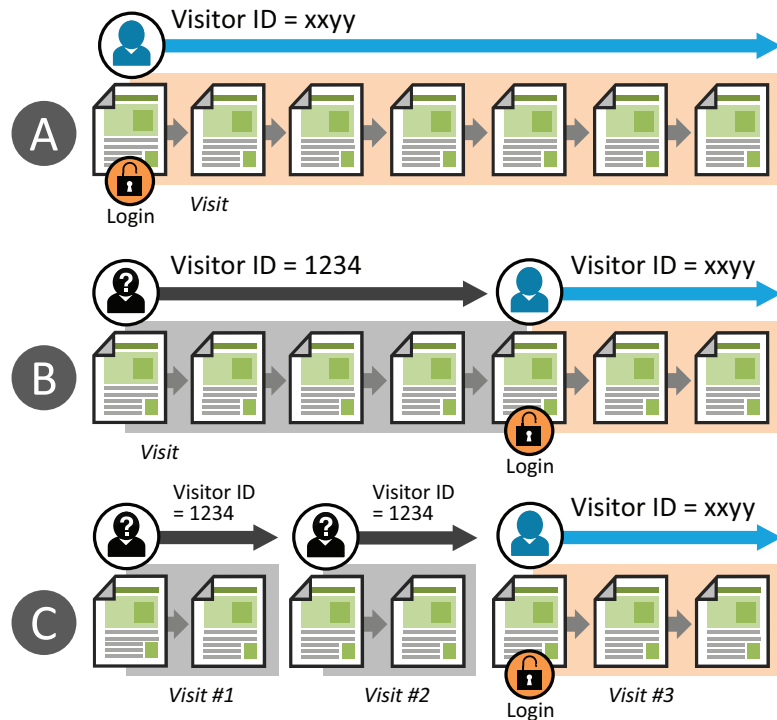 Visitor ID = xxyy
A
Login
Visit
Visitor ID = 1234
Visitor ID = xxyy
?
B
Visit
Login
Visitor ID
= 1234
Visitor ID
= 1234
Visitor ID = xxyy
?
?
C
Visit #1
Visit #2
Login
Visit #3